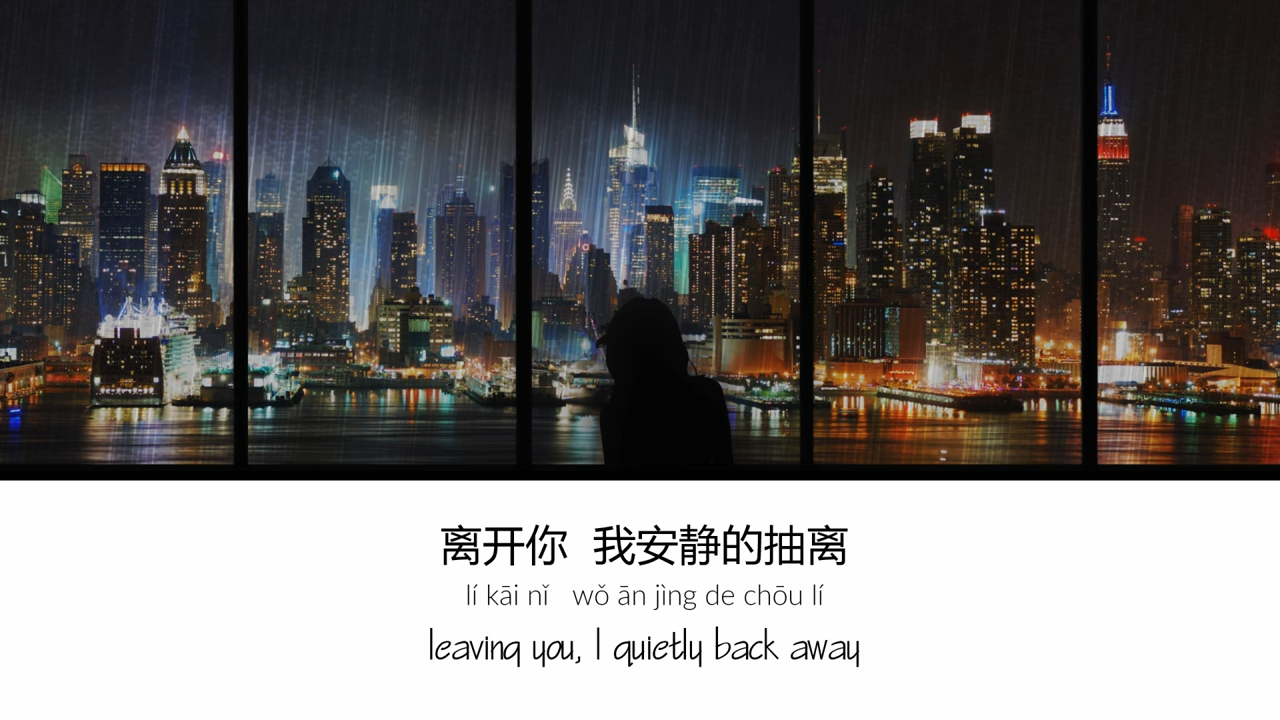 离开你 我安静的抽离
lí kāi nǐ wǒ ān jìng de chōu lí
leaving you, I quietly back away